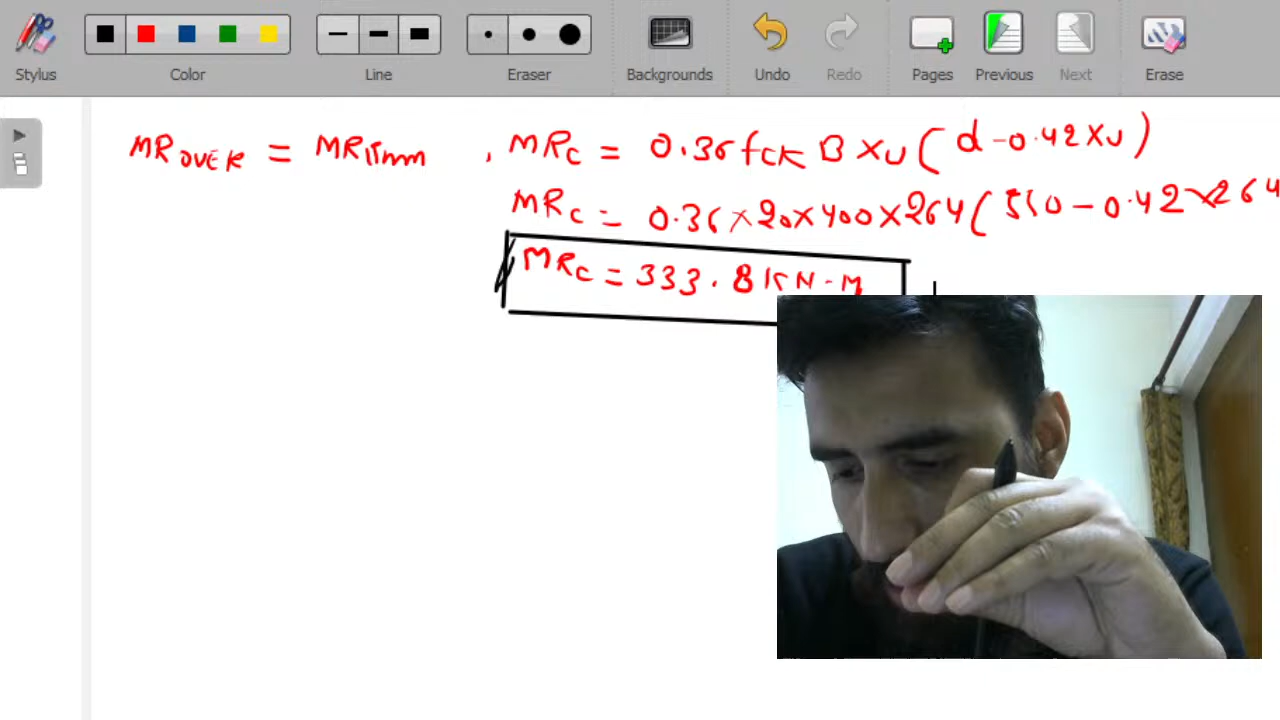 Stylus Color Line Eraser Backgrounds Undo Redo Pages Previous Next Erase
MR OVER = MR limm , MRc = 0.36 fck B Xu ( d - 0.42 Xu )
MRc = 0.36 × 20 × 400 × 264 ( 550 - 0.42 × 264
MRc = 333.8 KN-M